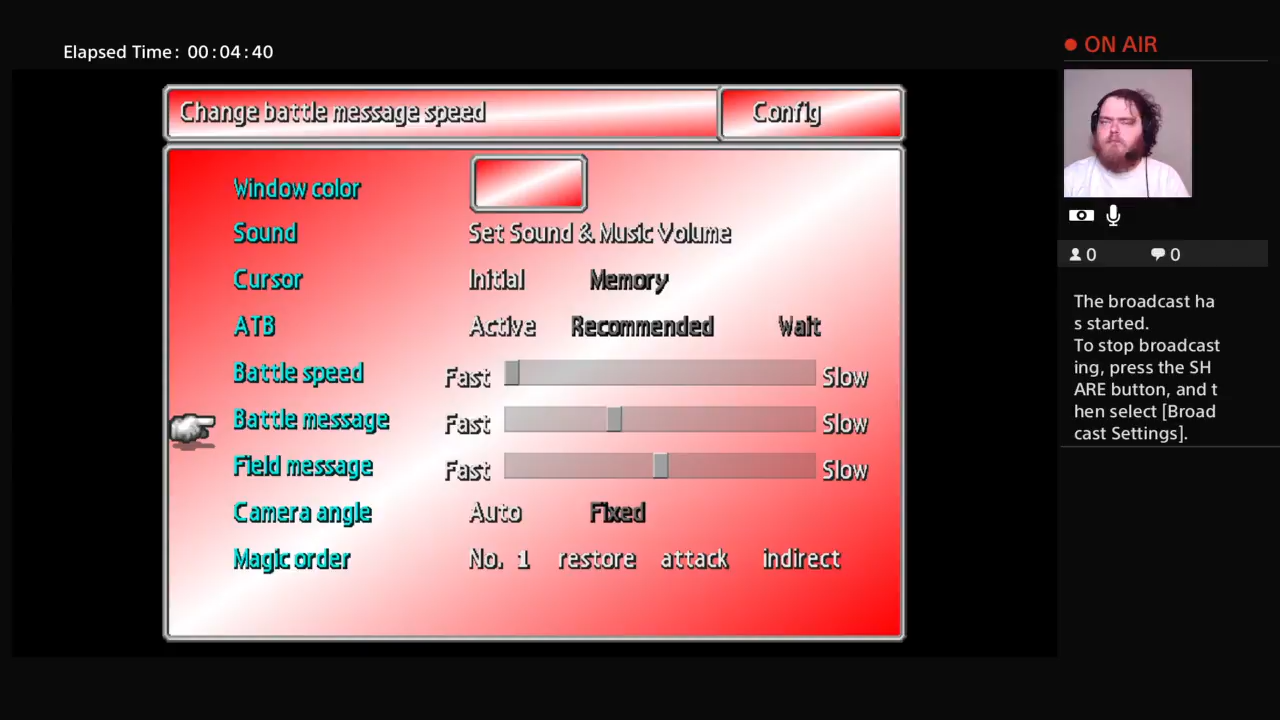 Elapsed Time: 00:04:40
ON AIR
Change battle message speed
Config
Window color
Sound Set Sound & Music Volume
Cursor Initial Memory
ATB Active Recommended Wait
Battle speed Fast Slow
Battle message Fast Slow
Field message Fast Slow
Camera angle Auto Fixed
Magic order No. 1 restore attack indirect
0 0
The broadcast ha
s started.
To stop broadcast
ing, press the SH
ARE button, and t
hen select [Broad
cast Settings].